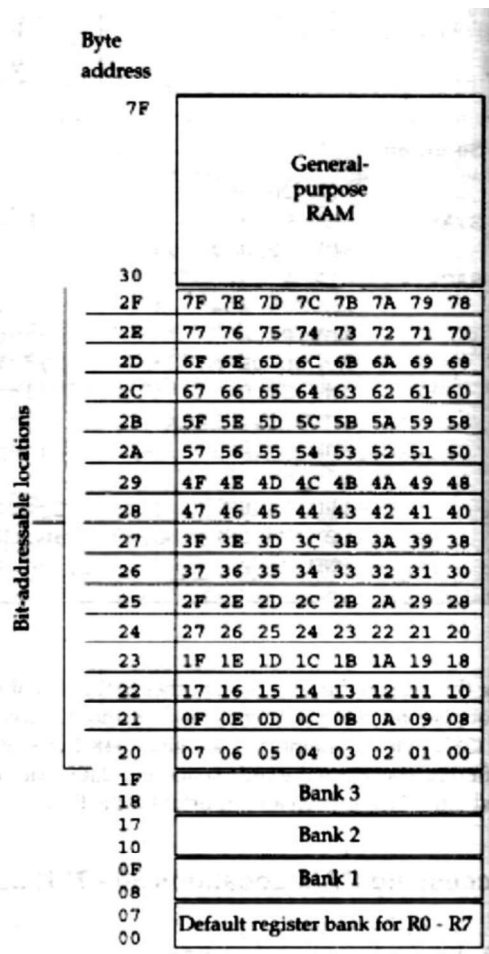 Byte
address
7F
General-
purpose
RAM
30
2F 7F 7E 7D 7C 7B 7A 79 78
2E 77 76 75 74 73 72 71 70
2D 6F 6E 6D 6C 6B 6A 69 68
2C 67 66 65 64 63 62 61 60
2B 5F 5E 5D 5C 5B 5A 59 58
2A 57 56 55 54 53 52 51 50
29 4F 4E 4D 4C 4B 4A 49 48
28 47 46 45 44 43 42 41 40
27 3F 3E 3D 3C 3B 3A 39 38
26 37 36 35 34 33 32 31 30
25 2F 2E 2D 2C 2B 2A 29 28
24 27 26 25 24 23 22 21 20
23 1F 1E 1D 1C 1B 1A 19 18
22 17 16 15 14 13 12 11 10
21 0F 0E 0D 0C 0B 0A 09 08
20 07 06 05 04 03 02 01 00
Bit-addressable locations
1F
Bank 3
18
17
Bank 2
10
0F
Bank 1
08
07
Default register bank for R0 - R7
00